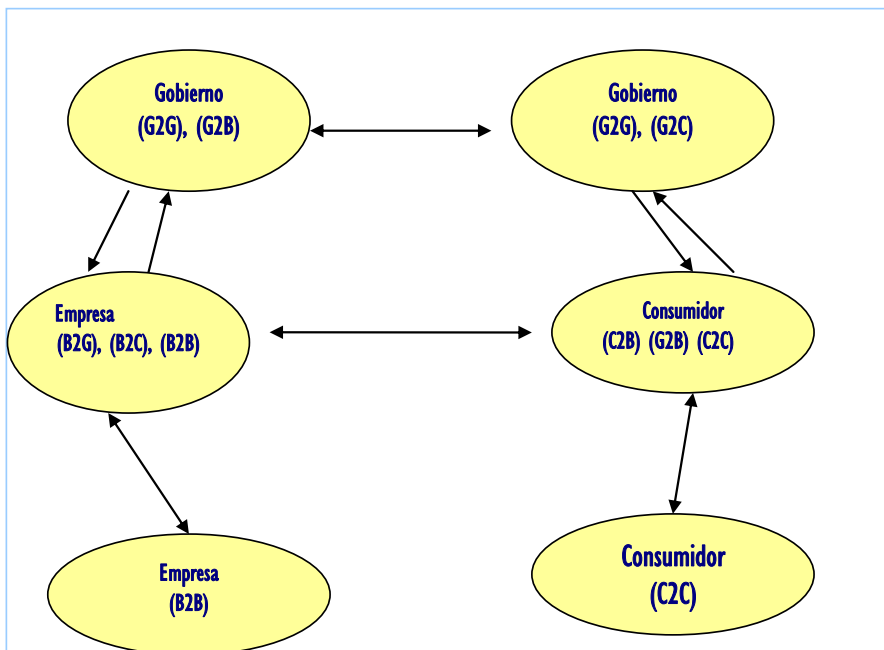 Gobierno
(G2G), (G2B)
Gobierno
(G2G), (G2C)
Empresa
(B2G), (B2C), (B2B)
Consumidor
(C2B) (G2B) (C2C)
Empresa
(B2B)
Consumidor
(C2C)